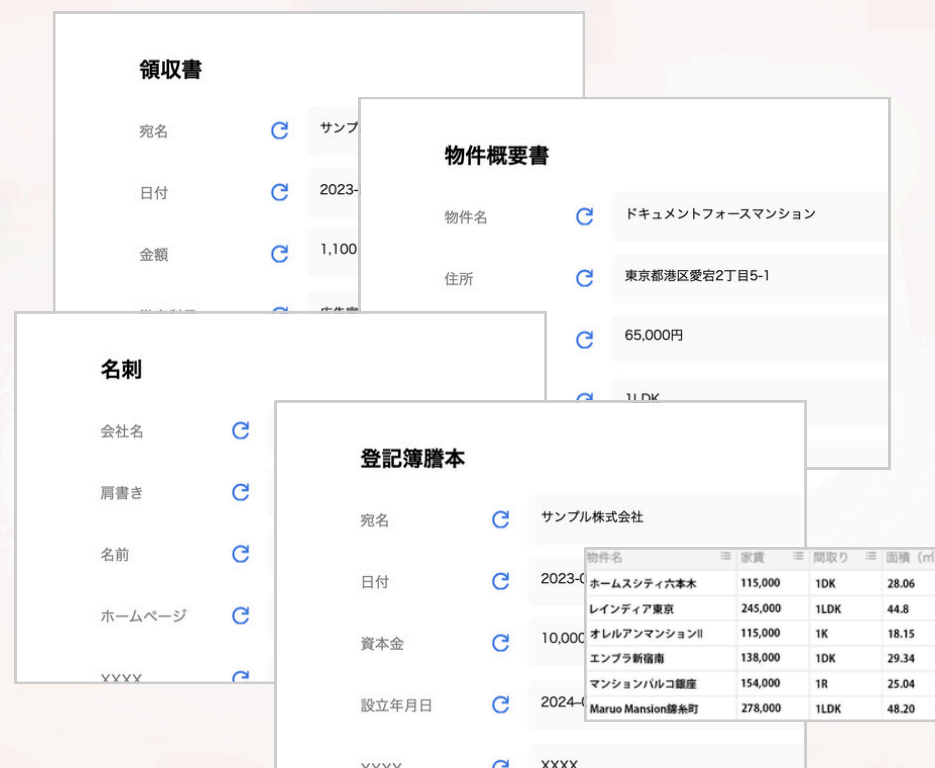 領収書
宛名 サンプ
日付 2023-
金額 1,100
物件概要書
物件名 ドキュメントフォースマンション
住所 東京都港区愛宕2丁目5-1
65,000円
1LDK
名刺
会社名
肩書き
名前
ホームページ
XXXX
登記簿謄本
宛名 サンプル株式会社
日付 2023-0
資本金 10,000
設立年月日 2024-0
XXXX XXXX
物件名 家賃 間取り 面積（㎡
ホームスシティ六本木 115,000 1DK 28.06
レインディア東京 245,000 1LDK 44.8
オレルアンマンションII 115,000 1K 18.15
エンブラ新宿南 138,000 1DK 29.34
マンションパルコ銀座 154,000 1R 25.04
Maruo Mansion錦糸町 278,000 1LDK 48.20